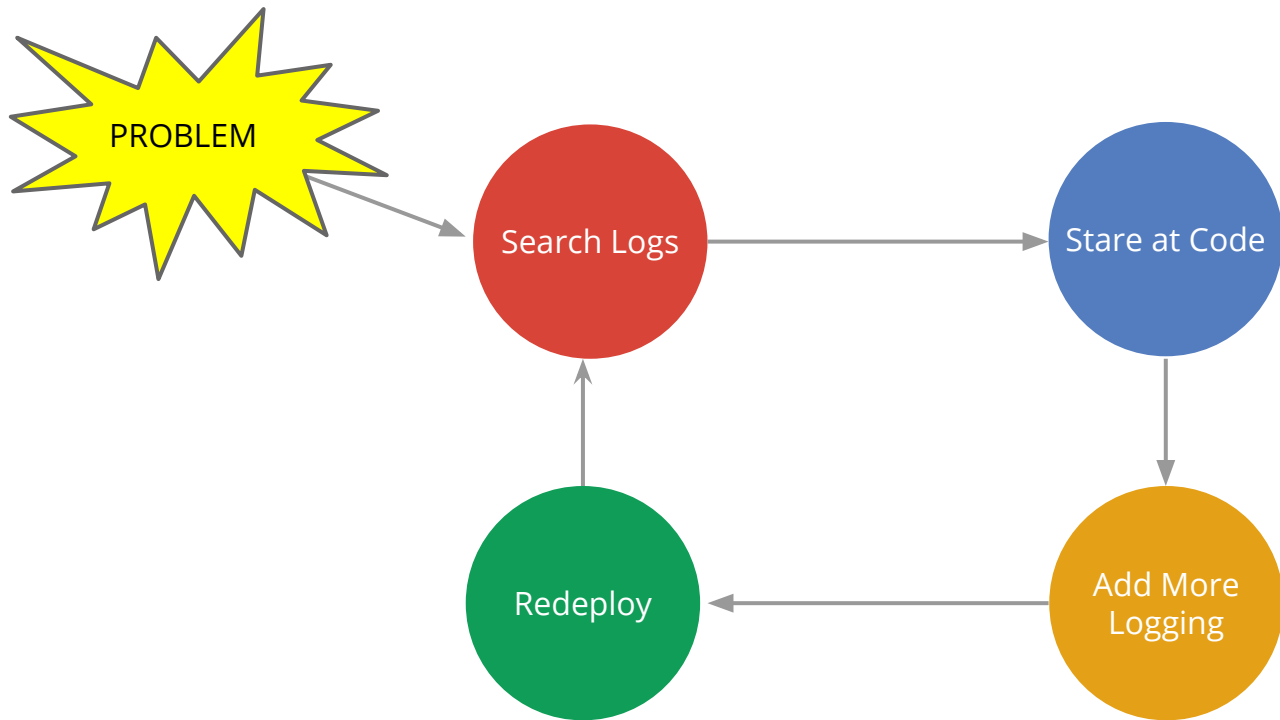 PROBLEM
Search Logs
Stare at Code
Redeploy
Add More
Logging